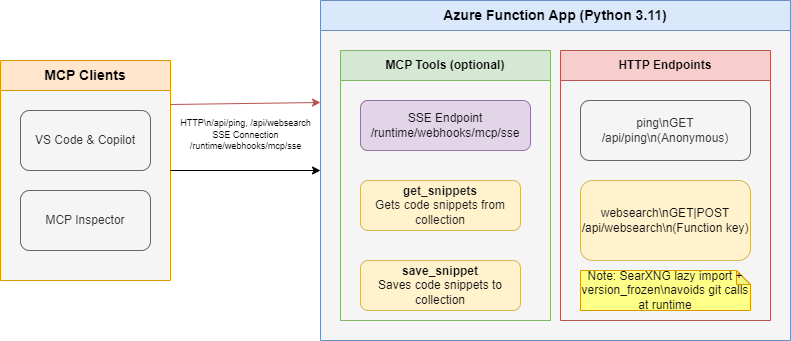 Azure Function App (Python 3.11)
MCP Clients
VS Code & Copilot
MCP Inspector
HTTP\n/api/ping, /api/websearch
SSE Connection
/runtime/webhooks/mcp/sse
MCP Tools (optional)
SSE Endpoint
/runtime/webhooks/mcp/sse
get_snippets
Gets code snippets from
collection
save_snippet
Saves code snippets to
collection
HTTP Endpoints
ping\nGET
/api/ping\n(Anonymous)
websearch\nGET|POST
/api/websearch\n(Function key)
Note: SearXNG lazy import +
version_frozen\navoids git calls
at runtime